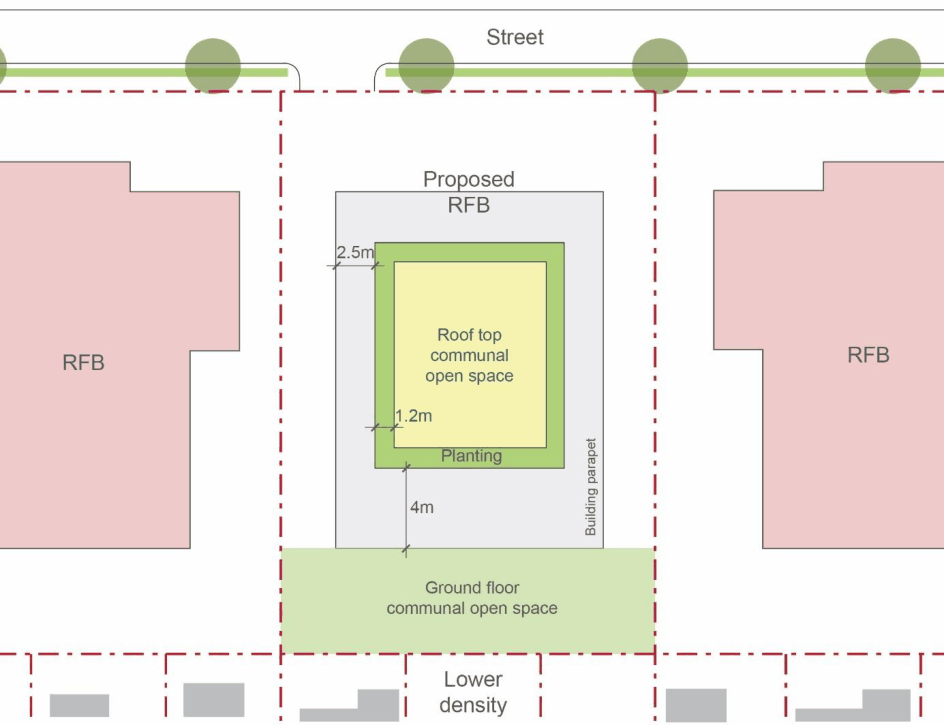 Street
Proposed
RFB
2.5m
Roof top
communal
open space
RFB
RFB
1.2m
Planting
Building parapet
4m
Ground floor
communal open space
Lower
density